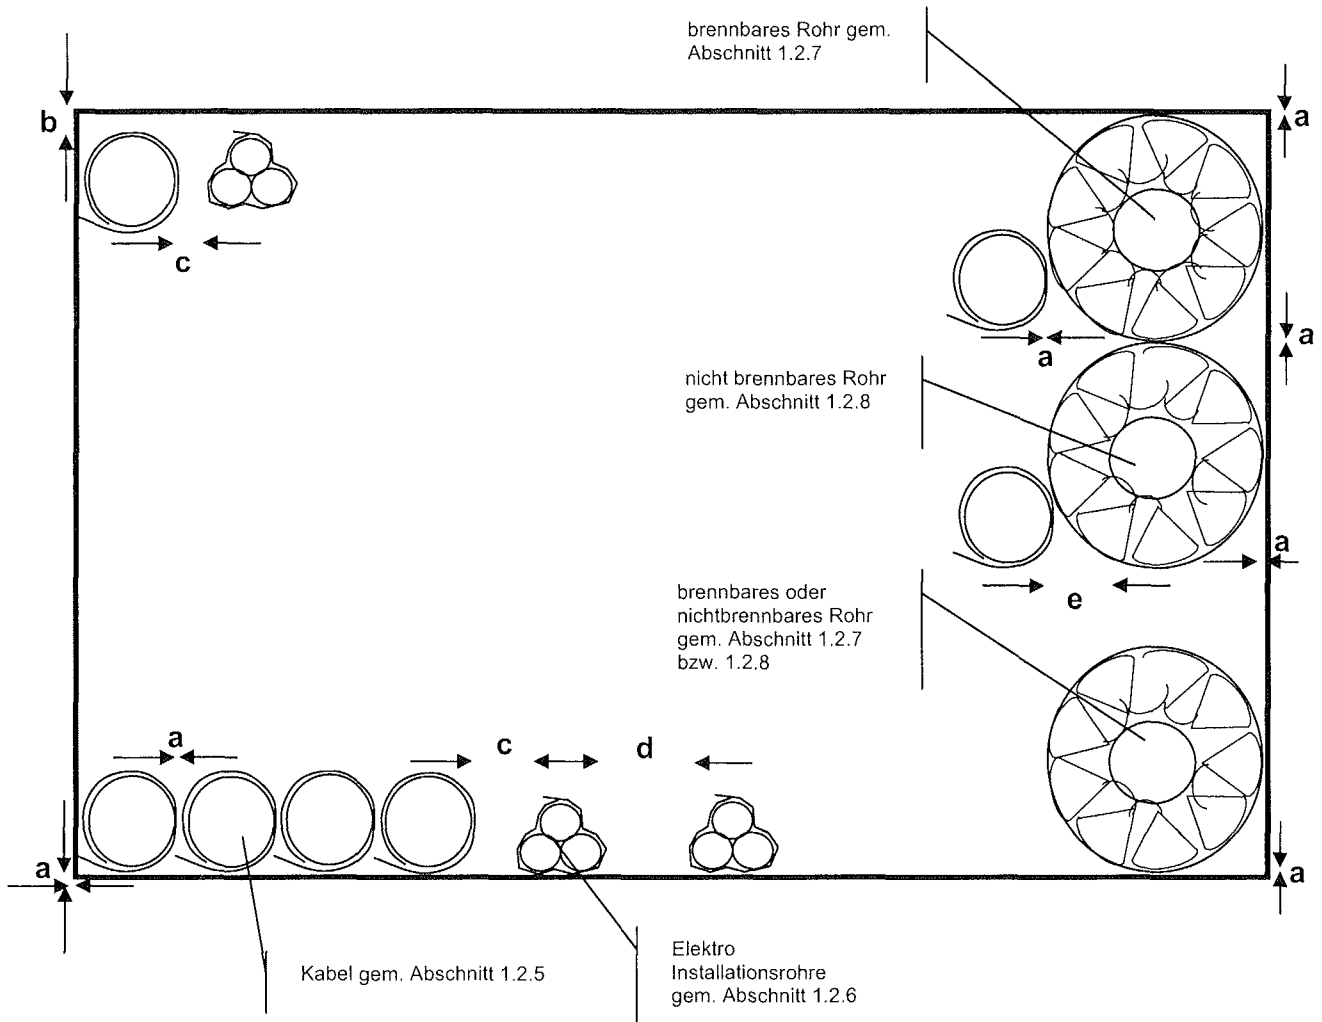 brennbares Rohr gem.
Abschnitt 1.2.7
b
a
c
a
a
nicht brennbares Rohr
gem. Abschnitt 1.2.8
a
e
brennbares oder
nichtbrennbares Rohr
gem. Abschnitt 1.2.7
bzw. 1.2.8
a
c
d
a
a
Kabel gem. Abschnitt 1.2.5
Elektro
Installationsrohre
gem. Abschnitt 1.2.6